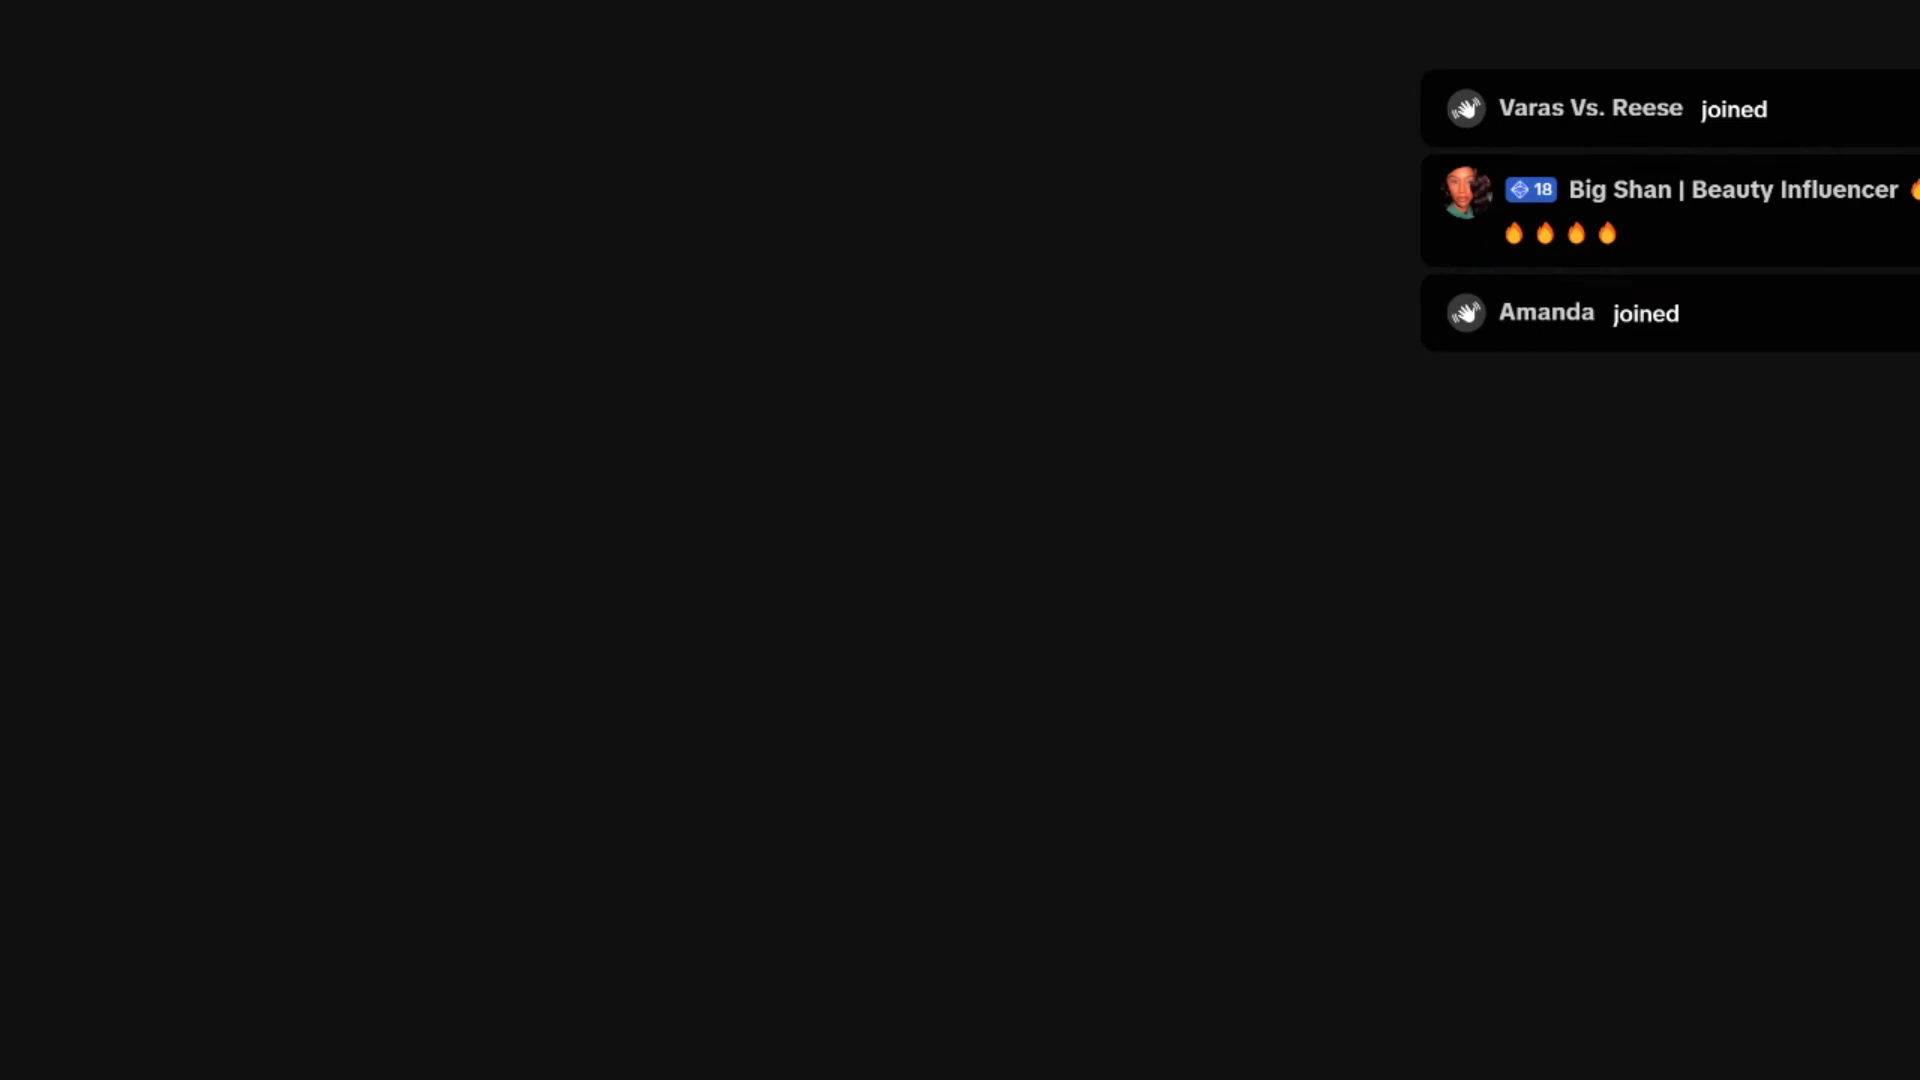 Varas Vs. Reese joined
18 Big Shan | Beauty Influencer 🔥
🔥 🔥 🔥 🔥
Amanda joined